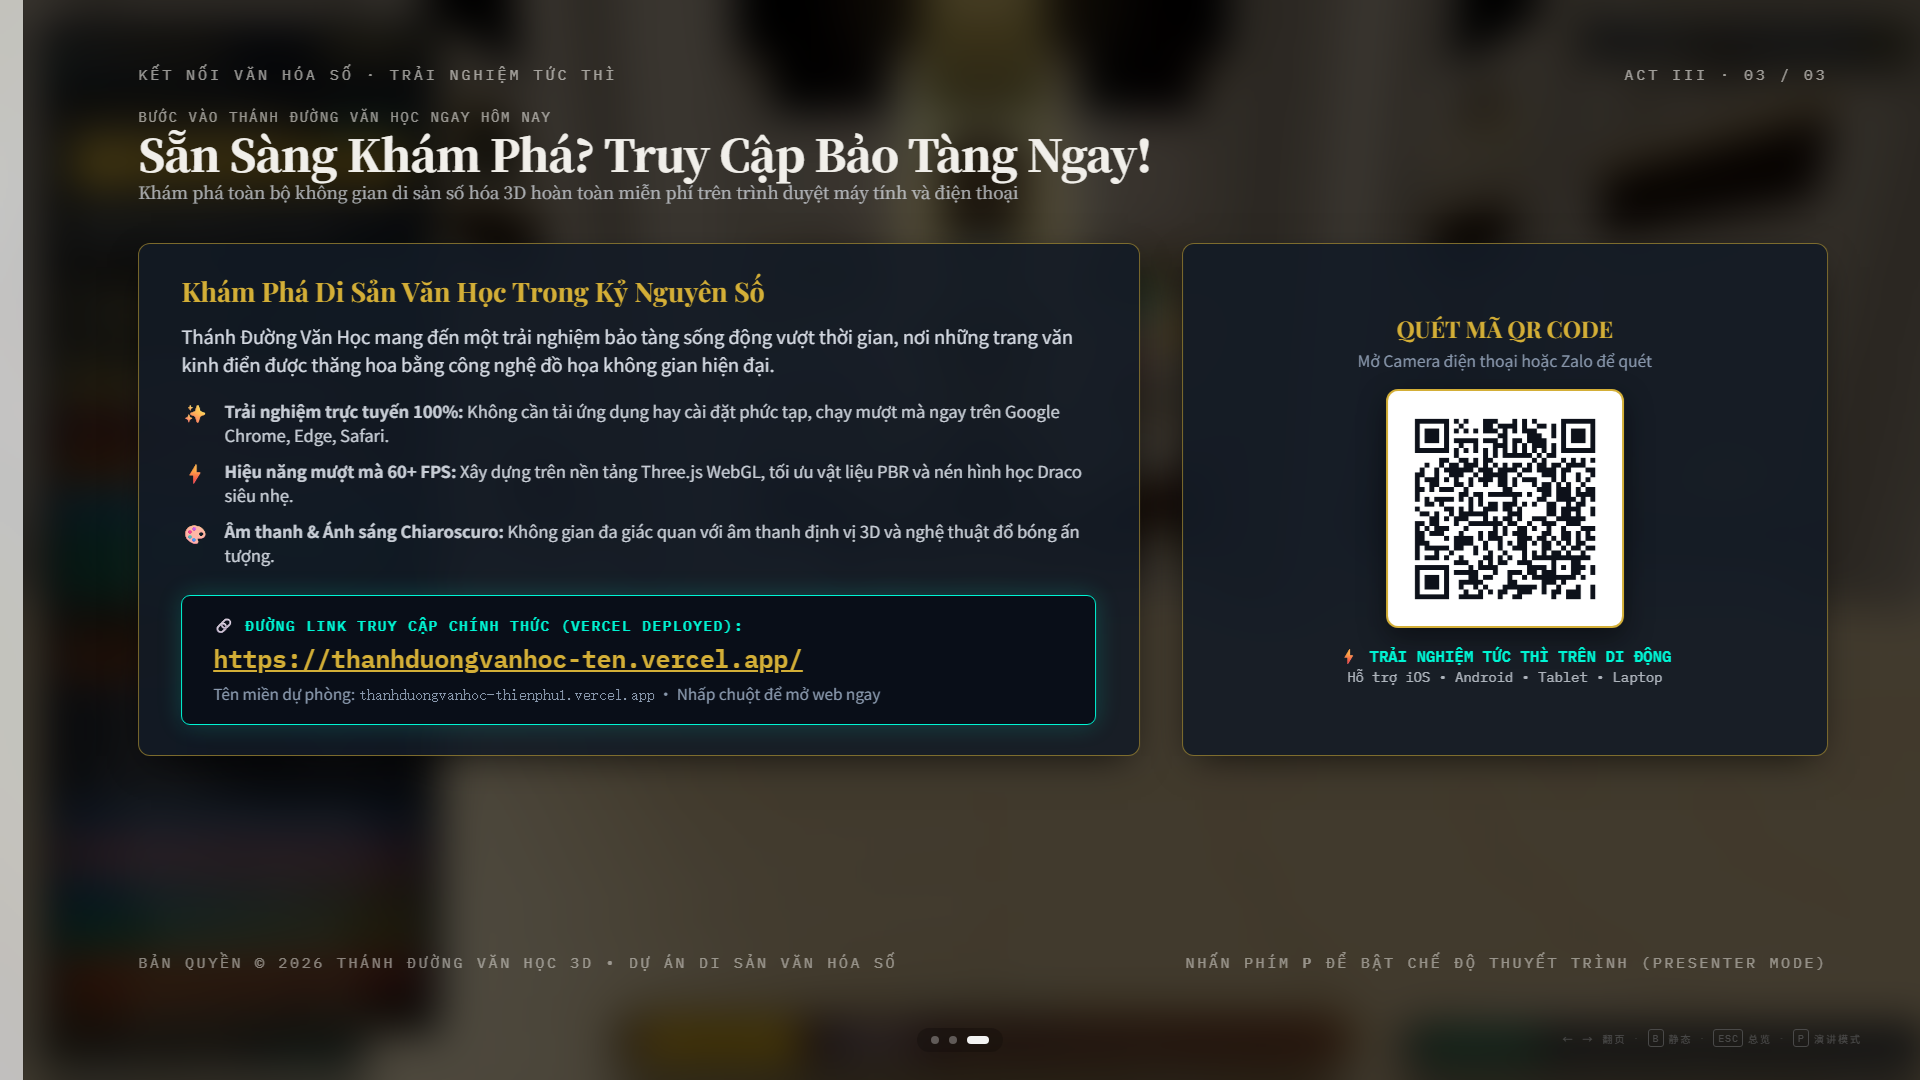 KẾT NỐI VĂN HÓA SỐ · TRẢI NGHIỆM TỨC THÌ
ACT III · 03 / 03
BƯỚC VÀO THÁNH ĐƯỜNG VĂN HỌC NGAY HÔM NAY
Sẵn Sàng Khám Phá? Truy Cập Bảo Tàng Ngay!
Khám phá toàn bộ không gian di sản số hóa 3D hoàn toàn miễn phí trên trình duyệt máy tính và điện thoại
Khám Phá Di Sản Văn Học Trong Kỷ Nguyên Số
Thánh Đường Văn Học mang đến một trải nghiệm bảo tàng sống động vượt thời gian, nơi những trang văn
kinh điển được thăng hoa bằng công nghệ đồ họa không gian hiện đại.
Trải nghiệm trực tuyến 100%: Không cần tải ứng dụng hay cài đặt phức tạp, chạy mượt mà ngay trên Google
Chrome, Edge, Safari.
Hiệu năng mượt mà 60+ FPS: Xây dựng trên nền tảng Three.js WebGL, tối ưu vật liệu PBR và nén hình học Draco
siêu nhẹ.
Âm thanh & Ánh sáng Chiaroscuro: Không gian đa giác quan với âm thanh định vị 3D và nghệ thuật đổ bóng ấn
tượng.
ĐƯỜNG LINK TRUY CẬP CHÍNH THỨC (VERCEL DEPLOYED):
https://thanhduongvanhoc-ten.vercel.app/
Tên miền dự phòng: thanhduongvanhoc-thienphu1.vercel.app • Nhấp chuột để mở web ngay
QUÉT MÃ QR CODE
Mở Camera điện thoại hoặc Zalo để quét
TRẢI NGHIỆM TỨC THÌ TRÊN DI ĐỘNG
Hỗ trợ iOS • Android • Tablet • Laptop
BẢN QUYỀN © 2026 THÁNH ĐƯỜNG VĂN HỌC 3D • DỰ ÁN DI SẢN VĂN HÓA SỐ
NHẤN PHÍM P ĐỂ BẬT CHẾ ĐỘ THUYẾT TRÌNH (PRESENTER MODE)
← → 翻页 · B 静态 · ESC 总览 · P 演讲模式